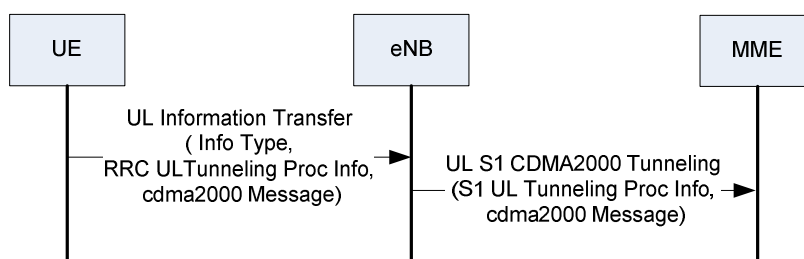 UE
eNB
MME
UL Information Transfer
( Info Type,
RRC ULTunneling Proc Info,
cdma2000 Message)
UL S1 CDMA2000 Tunneling
(S1 UL Tunneling Proc Info,
cdma2000 Message)